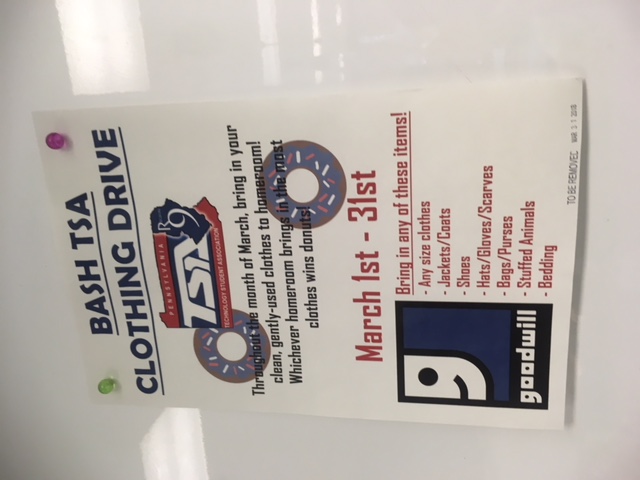 BASH TSA
CLOTHING DRIVE
PENNSYLVANIA
R
9
TSA
TECHNOLOGY STUDENT ASSOCIATION
Throughout the month of March, bring in your
clean, gently-used clothes to homeroom!
Whichever homeroom brings in the most
clothes wins donuts!
March 1st - 31st
Bring in any of these items!
- Any size clothes
- Jackets/Coats
- Shoes
- Hats/Gloves/Scarves
- Bags/Purses
- Stuffed Animals
- Bedding
goodwill
TO BE REMOVED MAR 3 1 2018